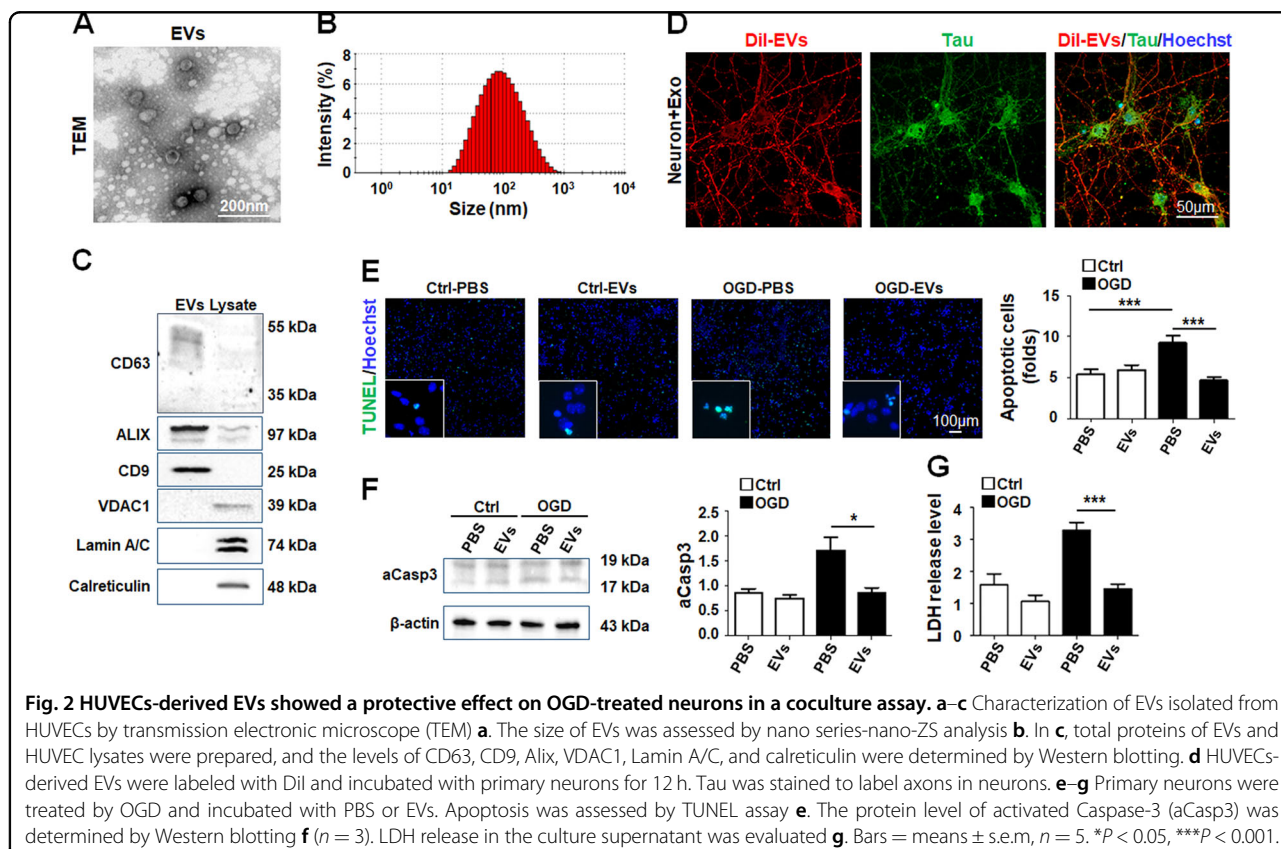 A
EVs
TEM
200nm
B
Intensity (%)
8
6
4
2
0
10⁰ 10¹ 10² 10³ 10⁴
Size (nm)
C
EVs Lysate
CD63
55 kDa
35 kDa
ALIX 97 kDa
CD9 25 kDa
VDAC1 39 kDa
Lamin A/C 74 kDa
Calreticulin 48 kDa
D
Dil-EVs Tau Dil-EVs/Tau/Hoechst
Neuron+Exo
50µm
E
Ctrl-PBS Ctrl-EVs OGD-PBS OGD-EVs
TUNEL/Hoechst
100µm
Ctrl
OGD
Apoptotic cells
(folds)
15
10
5
0
*** ***
PBS EVs PBS EVs
F
Ctrl OGD
PBS EVs PBS EVs
aCasp3
19 kDa
17 kDa
β-actin 43 kDa
Ctrl
OGD
aCasp3
2.5
2.0
1.5
1.0
0.5
0.0
*
PBS EVs PBS EVs
G
Ctrl
OGD
LDH release level
4
3
2
1
0
***
PBS EVs PBS EVs
Fig. 2 HUVECs-derived EVs showed a protective effect on OGD-treated neurons in a coculture assay. a–c Characterization of EVs isolated from
HUVECs by transmission electronic microscope (TEM) a. The size of EVs was assessed by nano series-nano-ZS analysis b. In c, total proteins of EVs and
HUVEC lysates were prepared, and the levels of CD63, CD9, Alix, VDAC1, Lamin A/C, and calreticulin were determined by Western blotting. d HUVECs-
derived EVs were labeled with Dil and incubated with primary neurons for 12 h. Tau was stained to label axons in neurons. e–g Primary neurons were
treated by OGD and incubated with PBS or EVs. Apoptosis was assessed by TUNEL assay e. The protein level of activated Caspase-3 (aCasp3) was
determined by Western blotting f (n = 3). LDH release in the culture supernatant was evaluated g. Bars = means ± s.e.m, n = 5. *P < 0.05, ***P < 0.001.